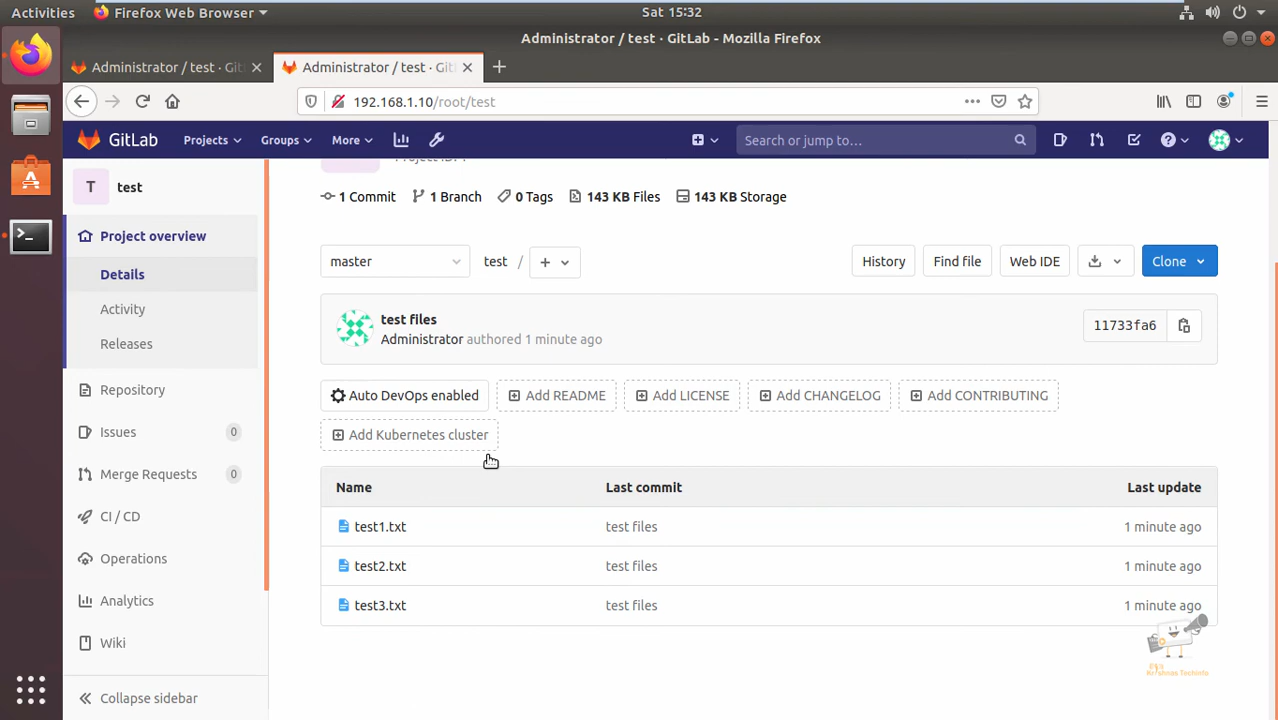 Activities Firefox Web Browser Sat 15:32
Administrator / test · GitLab - Mozilla Firefox
Administrator / test · Git Administrator / test · Git
192.168.1.10/root/test
GitLab Projects Groups More Search or jump to…
T test
Project overview
Details
Activity
Releases
Repository
Issues 0
Merge Requests 0
CI / CD
Operations
Analytics
Wiki
Collapse sidebar
1 Commit 1 Branch 0 Tags 143 KB Files 143 KB Storage
master test / + History Find file Web IDE Clone
test files
Administrator authored 1 minute ago
11733fa6
Auto DevOps enabled Add README Add LICENSE Add CHANGELOG Add CONTRIBUTING
Add Kubernetes cluster
Name Last commit Last update
test1.txt test files 1 minute ago
test2.txt test files 1 minute ago
test3.txt test files 1 minute ago
Krishnas Techinfo